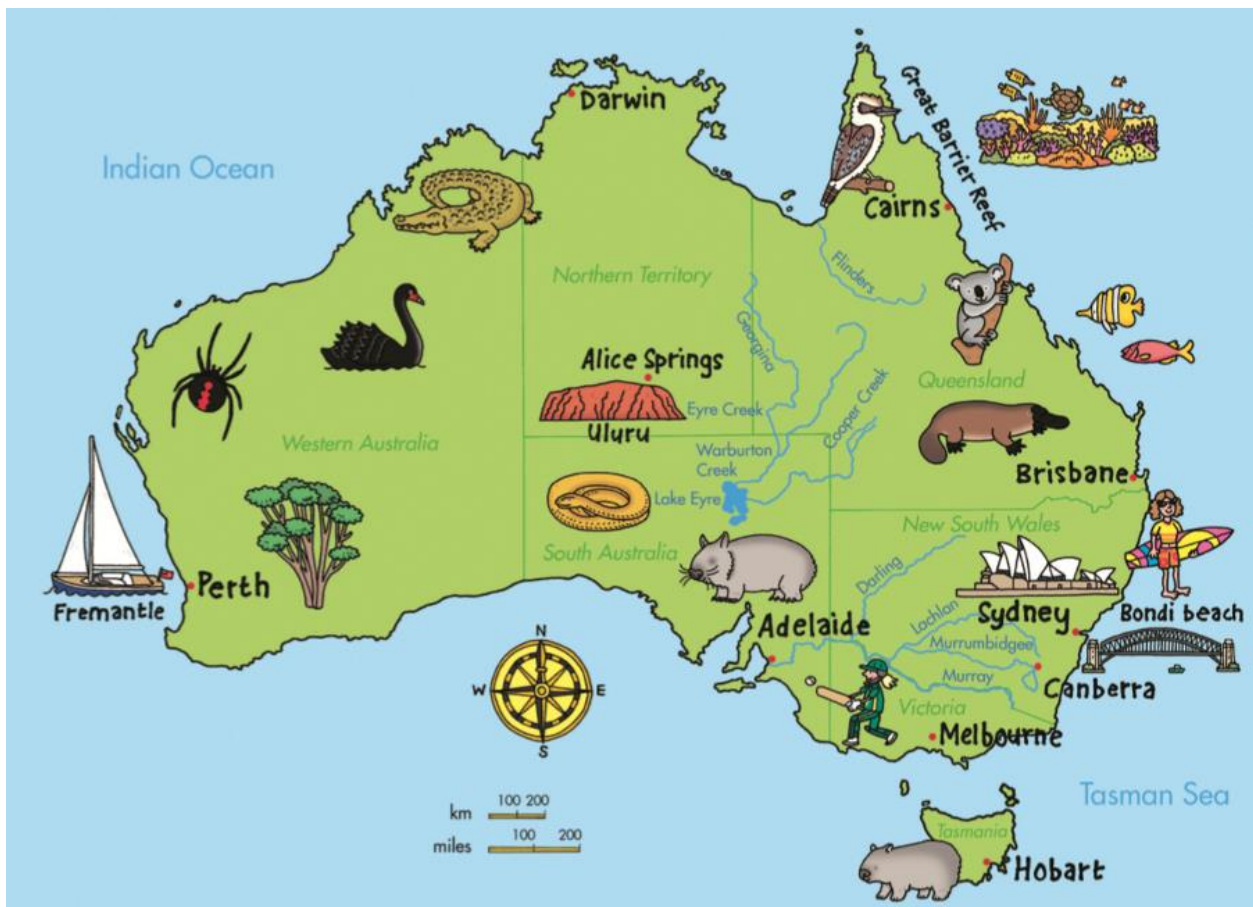 Darwin
Great Barrier Reef
Indian Ocean
Cairns
Northern Territory
Flinders
Georgina
Alice Springs
Queensland
Eyre Creek
Cooper Creek
Uluru
Western Australia
Warburton
Creek
Brisbane
Lake Eyre
New South Wales
South Australia
Darling
Perth
Fremantle
Lachlan
Sydney
Bondi beach
Adelaide
Murrumbidgee
N
W
E
S
Murray
Canberra
Victoria
Melbourne
Tasman Sea
100 200
km
miles
100 200
Tasmania
Hobart